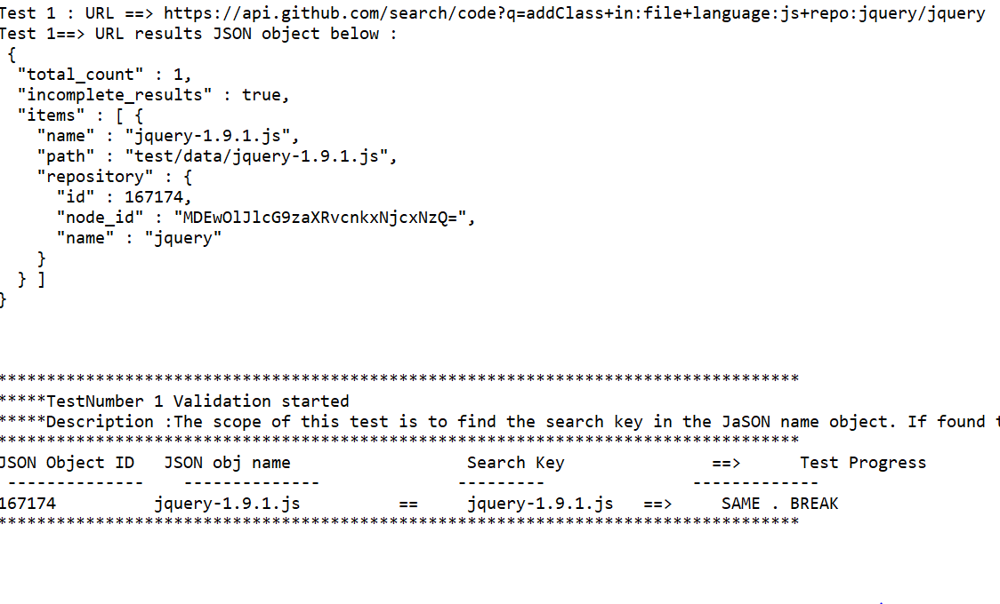 Test 1 : URL ==> https://api.github.com/search/code?q=addClass+in:file+language:js+repo:jquery/jquery
Test 1==> URL results JSON object below :
{
"total_count" : 1,
"incomplete_results" : true,
"items" : [ {
"name" : "jquery-1.9.1.js",
"path" : "test/data/jquery-1.9.1.js",
"repository" : {
"id" : 167174,
"node_id" : "MDEwOlJlcG9zaXRvcnkxNjcxNzQ=",
"name" : "jquery"
}
} ]
}
**********************************************************************************
*****TestNumber 1 Validation started
*****Description :The scope of this test is to find the search key in the JaSON name object. If found t
**********************************************************************************
JSON Object ID JSON obj name Search Key ==> Test Progress
-------------- -------------- --------- -------------
167174 jquery-1.9.1.js == jquery-1.9.1.js ==> SAME . BREAK
**********************************************************************************